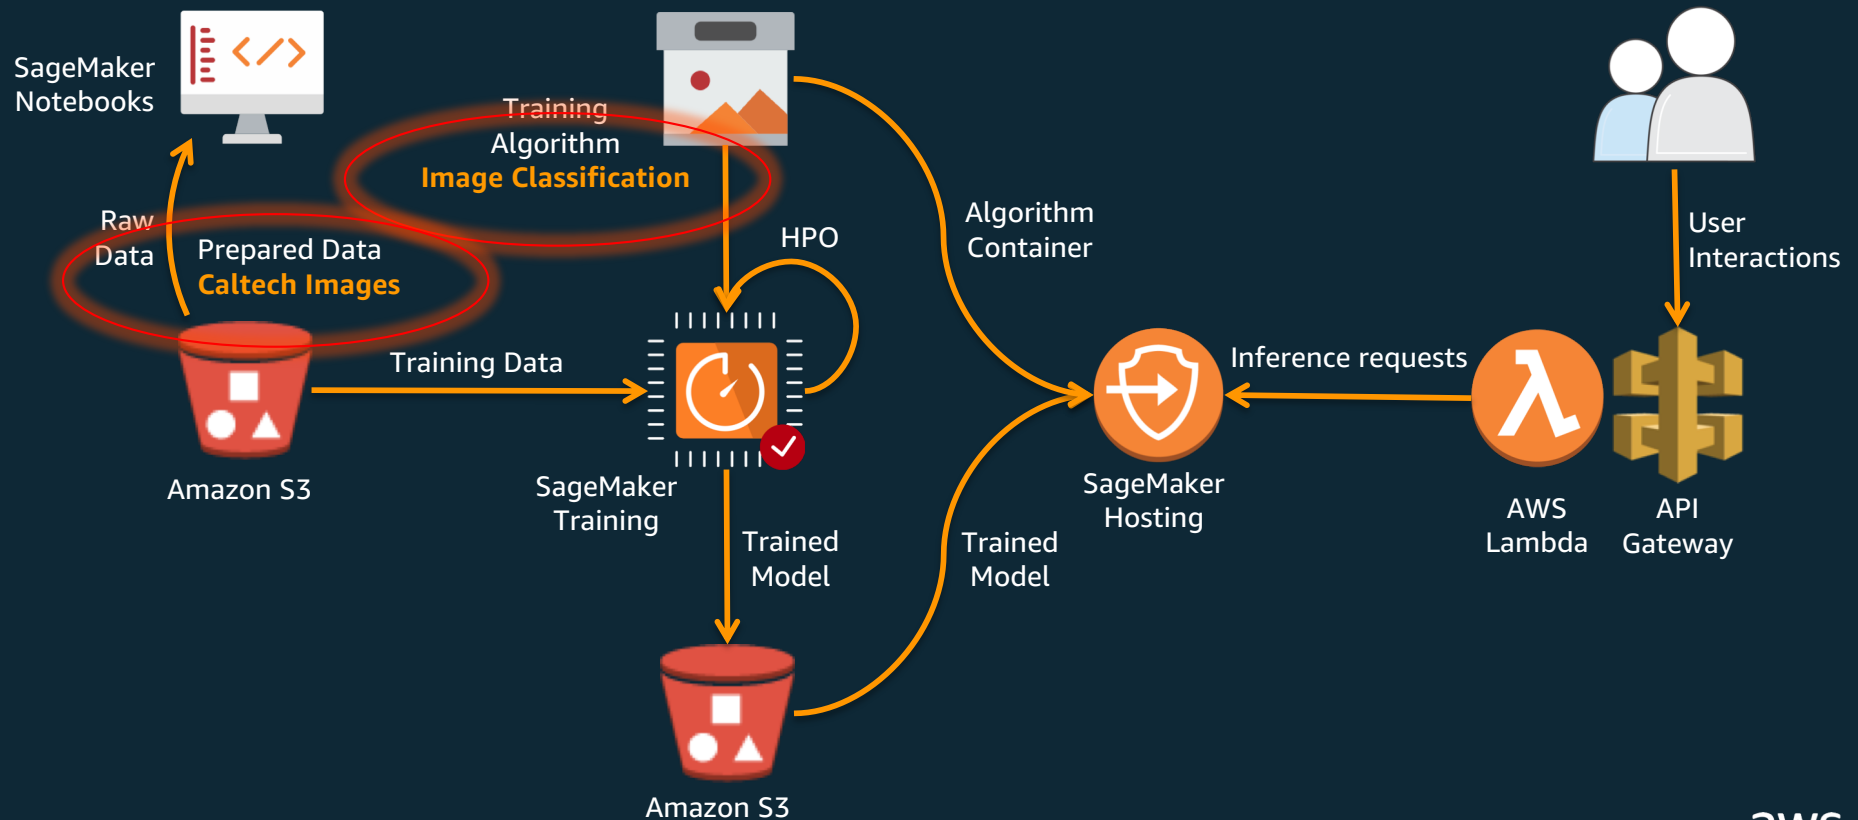 SageMaker
Notebooks
Training
Algorithm
Image Classification
Raw
Data
Prepared Data
Caltech Images
HPO
Algorithm
Container
User
Interactions
Training Data
Inference requests
Amazon S3
SageMaker
Training
SageMaker
Hosting
AWS
Lambda
API
Gateway
Trained
Model
Trained
Model
Amazon S3
aws